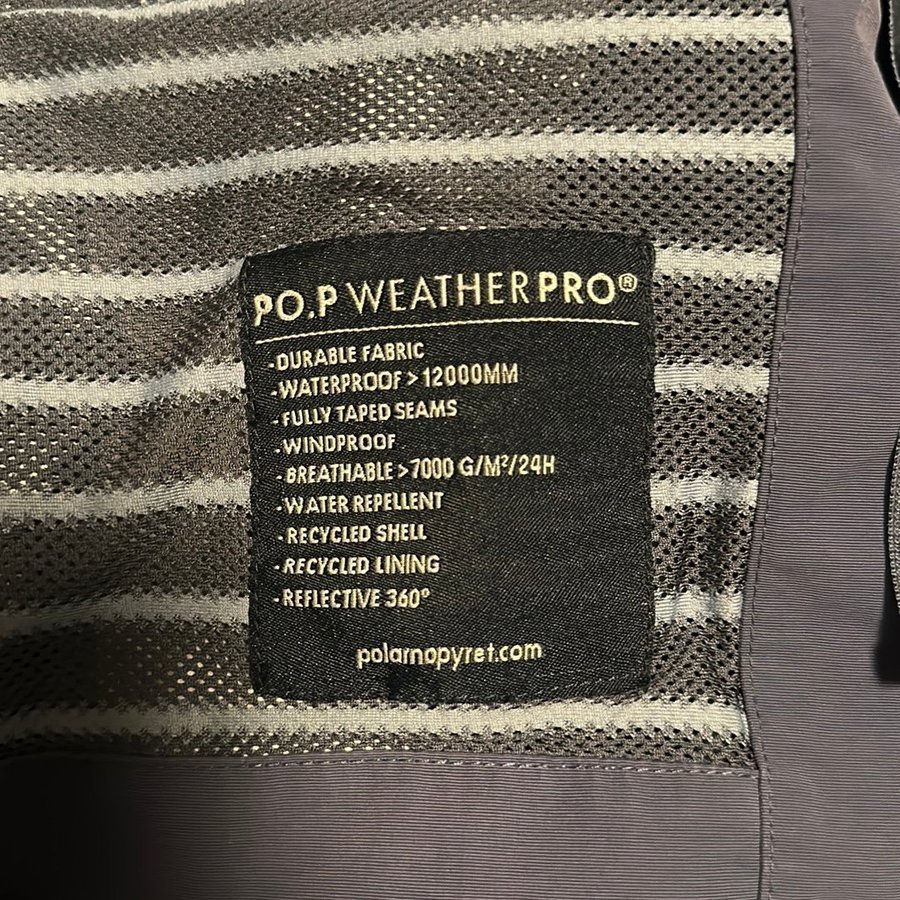 PO.P WEATHERPRO®
-DURABLE FABRIC
-WATERPROOF >12000MM
-FULLY TAPED SEAMS
-WINDPROOF
-BREATHABLE >7000 G/M²/24H
-WATER REPELLENT
-RECYCLED SHELL
-RECYCLED LINING
-REFLECTIVE 360°
polarnopyret.com